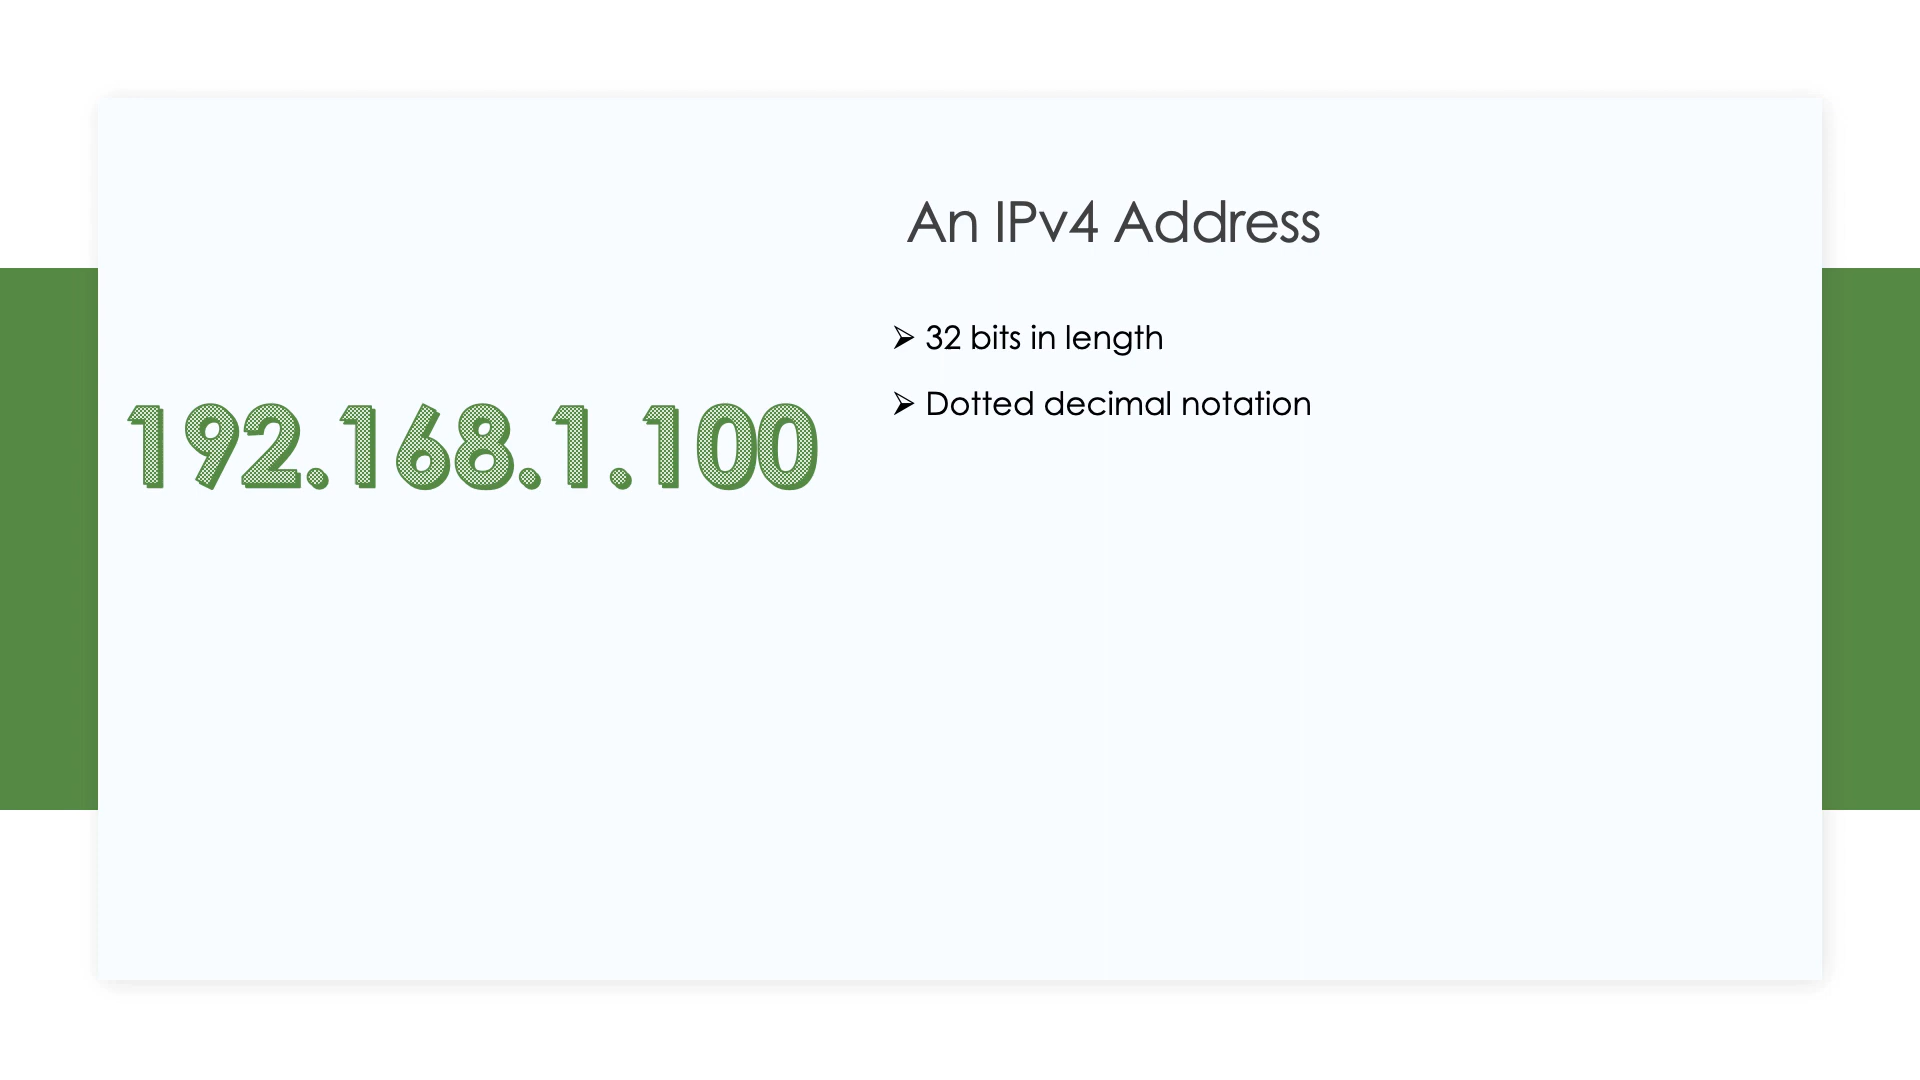 An IPv4 Address
192.168.1.100
➢ 32 bits in length
➢ Dotted decimal notation